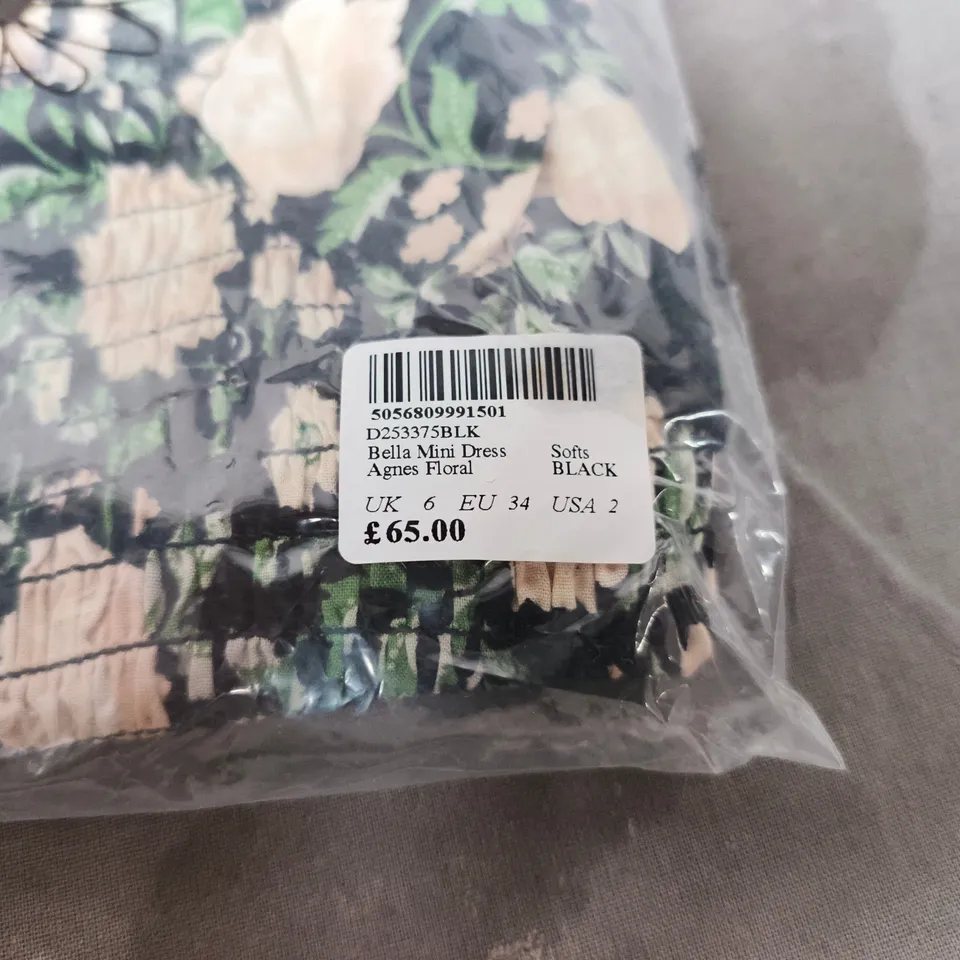 5056809991501
D253375BLK
Bella Mini Dress Softs
Agnes Floral BLACK
UK 6 EU 34 USA 2
£65.00